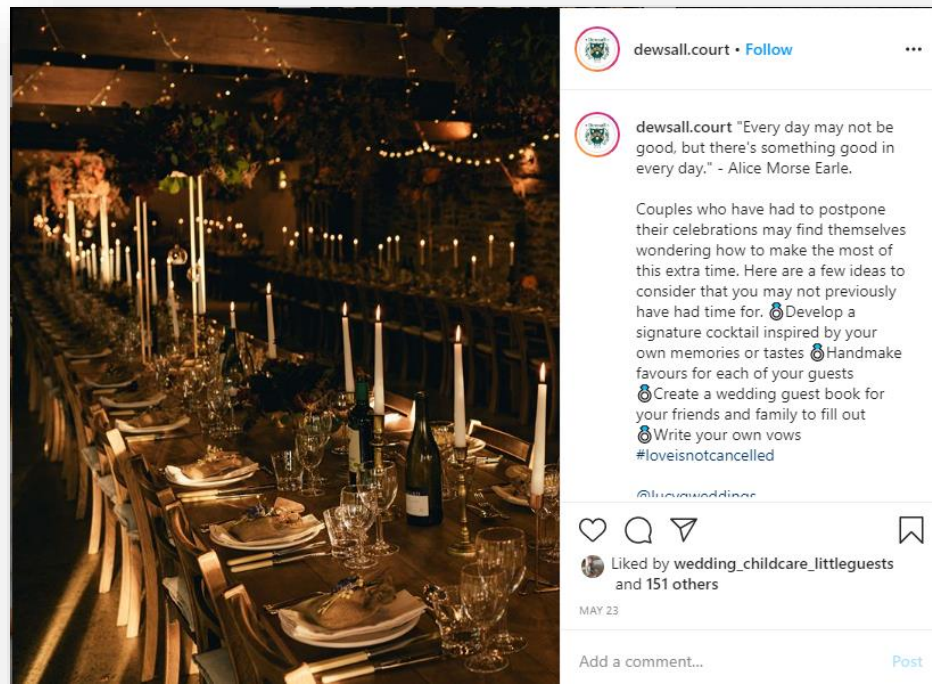 dewsall.court • Follow
dewsall.court "Every day may not be
good, but there's something good in
every day." - Alice Morse Earle.
Couples who have had to postpone
their celebrations may find themselves
wondering how to make the most of
this extra time. Here are a few ideas to
consider that you may not previously
have had time for. 💍Develop a
signature cocktail inspired by your
own memories or tastes 💍Handmake
favours for each of your guests
💍Create a wedding guest book for
your friends and family to fill out
💍Write your own vows
#loveisnotcancelled
@lucygweddings
Liked by wedding_childcare_littleguests
and 151 others
MAY 23
Add a comment... Post